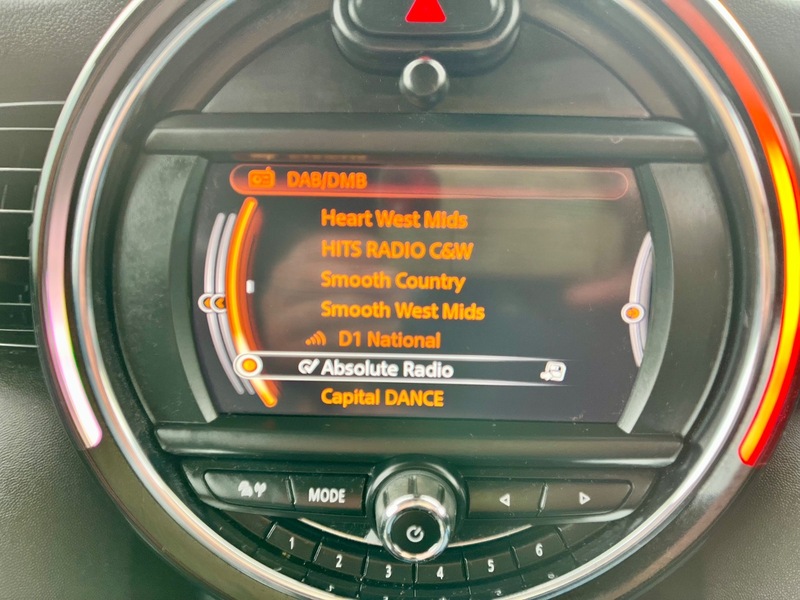 DAB/DMB
Heart West Mids
HITS RADIO C&W
Smooth Country
Smooth West Mids
D1 National
Absolute Radio
Capital DANCE
MODE
1 2 3 4 5 6